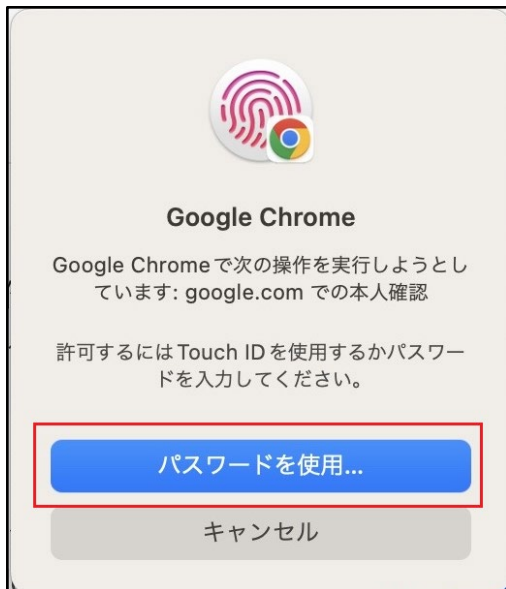 Google Chrome
Google Chromeで次の操作を実行しようとし
ています: google.com での本人確認
許可するにはTouch IDを使用するかパスワー
ドを入力してください。
パスワードを使用...
キャンセル